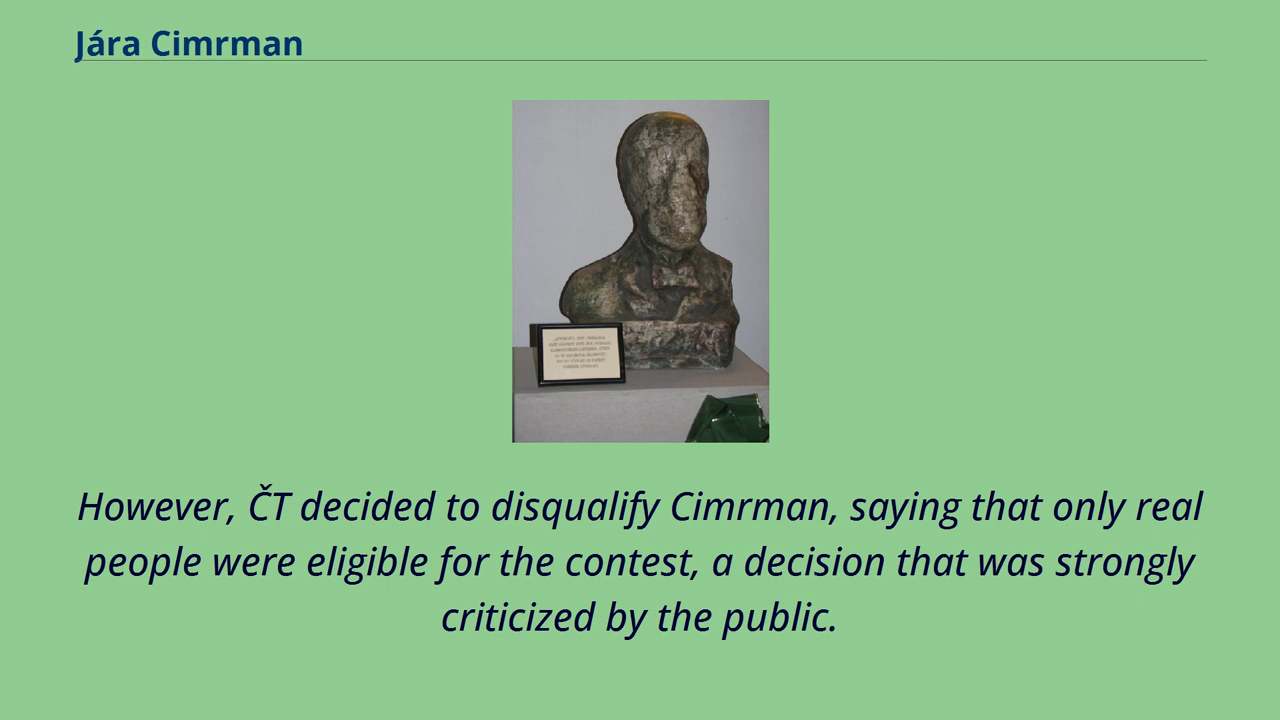 Jára Cimrman
However, ČT decided to disqualify Cimrman, saying that only real
people were eligible for the contest, a decision that was strongly
criticized by the public.